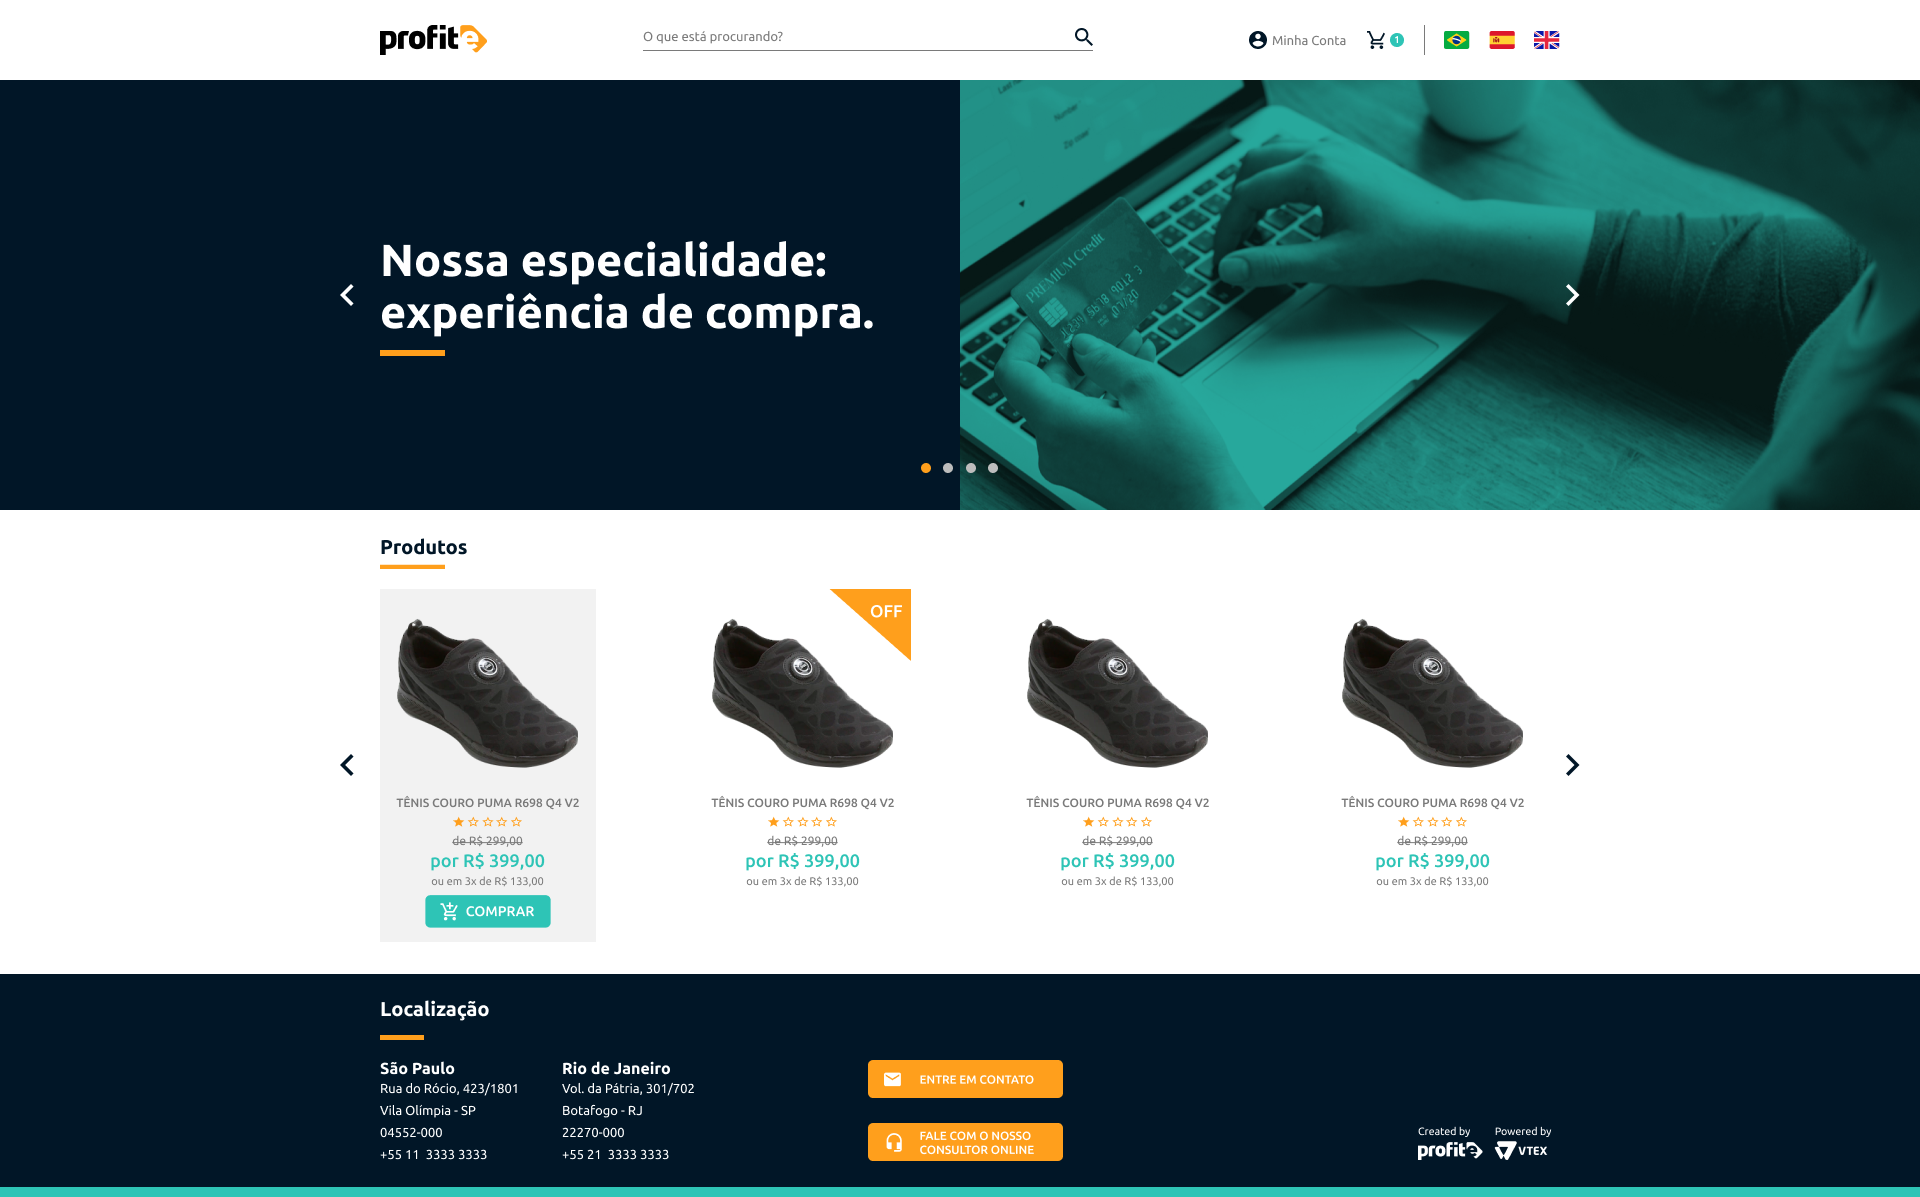 profite
O que está procurando?
Minha Conta
1
Nossa especialidade:
experiência de compra.
PREMIUM Credit
Produtos
OFF
TÊNIS COURO PUMA R698 Q4 V2
de R$ 299,00
por R$ 399,00
ou em 3x de R$ 133,00
COMPRAR
TÊNIS COURO PUMA R698 Q4 V2
de R$ 299,00
por R$ 399,00
ou em 3x de R$ 133,00
TÊNIS COURO PUMA R698 Q4 V2
de R$ 299,00
por R$ 399,00
ou em 3x de R$ 133,00
TÊNIS COURO PUMA R698 Q4 V2
de R$ 299,00
por R$ 399,00
ou em 3x de R$ 133,00
Localização
São Paulo
Rua do Rócio, 423/1801
Vila Olímpia - SP
04552-000
+55 11  3333 3333
Rio de Janeiro
Vol. da Pátria, 301/702
Botafogo - RJ
22270-000
+55 21  3333 3333
ENTRE EM CONTATO
FALE COM O NOSSO
CONSULTOR ONLINE
Created by
profite
Powered by
VTEX